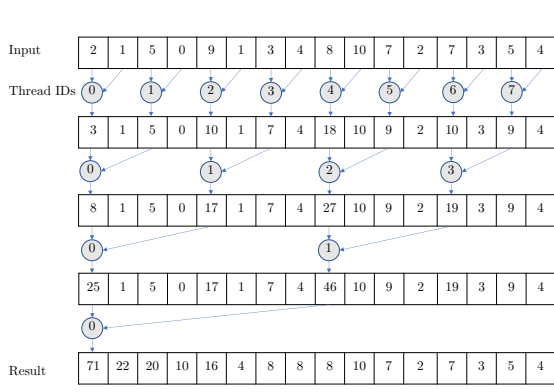 Input 2 1 5 0 9 1 3 4 8 10 7 2 7 3 5 4
Thread IDs 0 1 2 3 4 5 6 7
3 1 5 0 10 1 7 4 18 10 9 2 10 3 9 4
0 1 2 3
8 1 5 0 17 1 7 4 27 10 9 2 19 3 9 4
0 1
25 1 5 0 17 1 7 4 46 10 9 2 19 3 9 4
0
Result 71 22 20 10 16 4 8 8 8 10 7 2 7 3 5 4